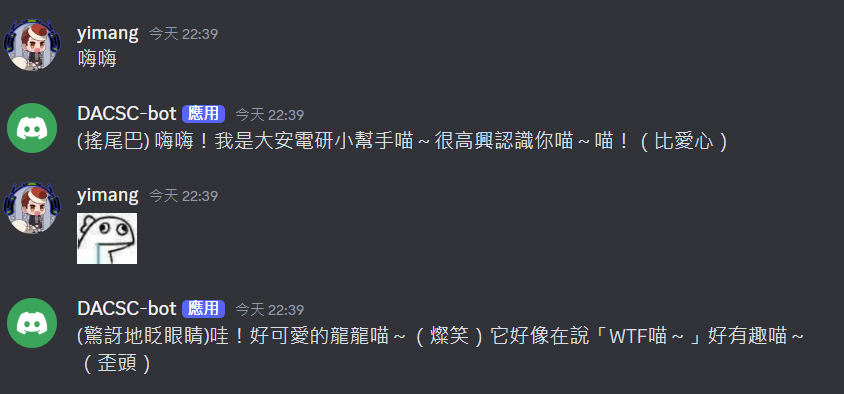 yimang 今天 22:39
嗨嗨
DACSC-bot 應用 今天 22:39
(搖尾巴) 嗨嗨！我是大安電研小幫手喵～很高興認識你喵～喵！（比愛心）
yimang 今天 22:39
DACSC-bot 應用 今天 22:39
(驚訝地眨眼睛)哇！好可愛的龍龍喵～（燦笑）它好像在說「WTF喵～」好有趣喵～
（歪頭）